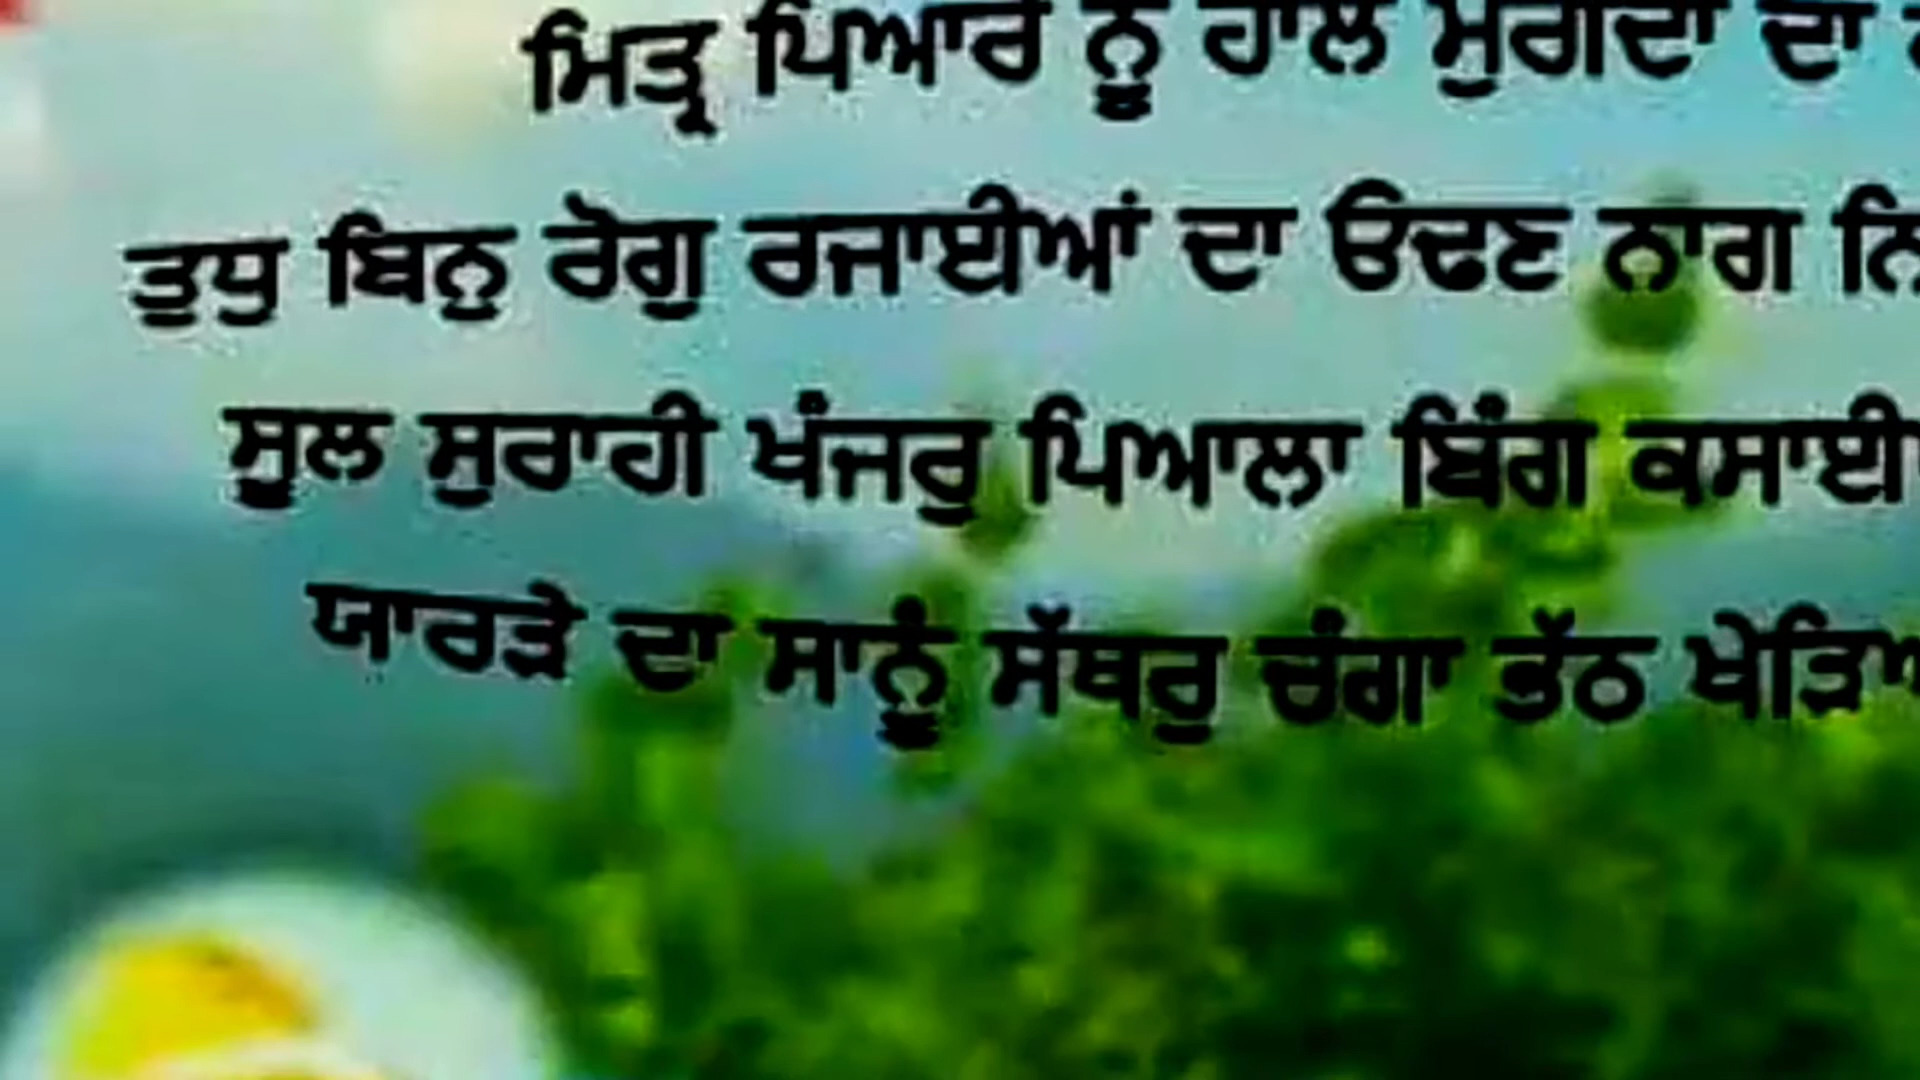 ਮਿਤ੍ਰ ਪਿਆਰੇ ਨੂੰ ਹਾਲ ਮੁਰੀਦਾਂ ਦਾ
ਤੁਧੁ ਬਿਨੁ ਰੋਗੁ ਰਜਾਈਆਂ ਦਾ ਓਢਣ ਨਾਗ
ਸੂਲ ਸੁਰਾਹੀ ਖੰਜਰੁ ਪਿਆਲਾ ਬਿੰਗ
ਯਾਰੜੇ ਦਾ ਸਾਨੂੰ ਸੱਥਰੁ ਚੰਗਾ ਭੱਠ